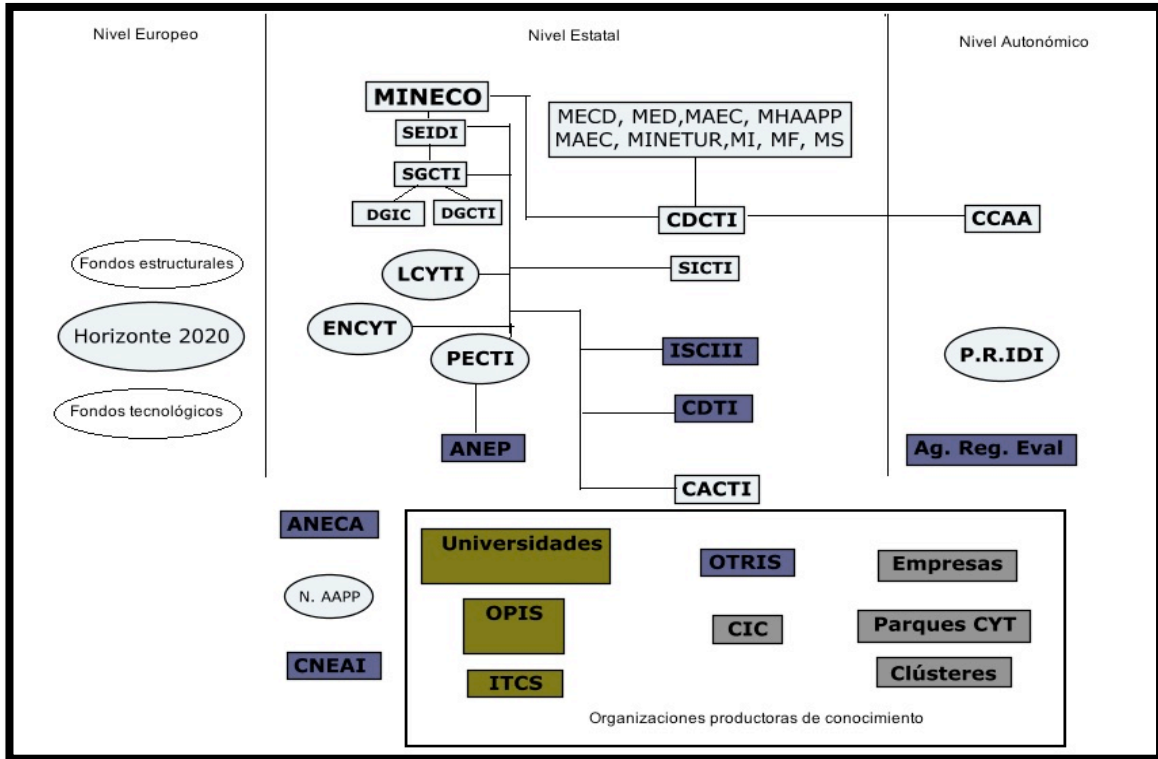 Nivel Europeo
Nivel Estatal
Nivel Autonómico
MINECO
MECD, MED,MAEC, MHAAPP
MAEC, MINETUR,MI, MF, MS
SEIDI
SGCTI
DGIC
DGCTI
CDCTI
CCAA
Fondos estructurales
LCYTI
SICTI
Horizonte 2020
ENCYT
PECTI
ISCIII
P.R.IDI
Fondos tecnológicos
CDTI
ANEP
Ag. Reg. Eval
CACTI
ANECA
Universidades
OTRIS
Empresas
N. AAPP
OPIS
CIC
Parques CYT
CNEAI
ITCS
Clústeres
Organizaciones productoras de conocimiento